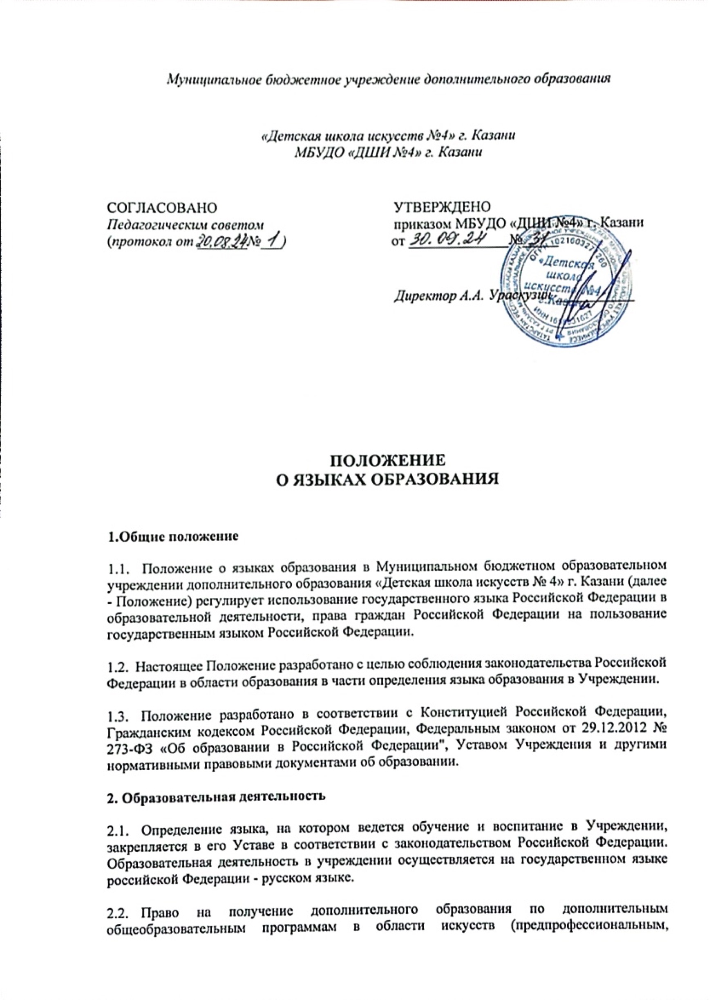 Муниципальное бюджетное учреждение дополнительного образования
«Детская школа искусств №4» г. Казани
МБУДО «ДШИ №4» г. Казани
СОГЛАСОВАНО
Педагогическим советом
(протокол от 20.08.24 № 1 )
УТВЕРЖДЕНО
приказом МБУДО «ДШИ №4» г. Казани
от 30.09.24 № 31
Директор А.А.
«Детская
школа
искусств №4»
г.Казани
ПОЛОЖЕНИЕ
О ЯЗЫКАХ ОБРАЗОВАНИЯ
1.Общие положение
1.1. Положение о языках образования в Муниципальном бюджетном образовательном
учреждении дополнительного образования «Детская школа искусств № 4» г. Казани (далее
- Положение) регулирует использование государственного языка Российской Федерации в
образовательной деятельности, права граждан Российской Федерации на пользование
государственным языком Российской Федерации.
1.2. Настоящее Положение разработано с целью соблюдения законодательства Российской
Федерации в области образования в части определения языка образования в Учреждении.
1.3. Положение разработано в соответствии с Конституцией Российской Федерации,
Гражданским кодексом Российской Федерации, Федеральным законом от 29.12.2012 №
273-ФЗ «Об образовании в Российской Федерации", Уставом Учреждения и другими
нормативными правовыми документами об образовании.
2. Образовательная деятельность
2.1. Определение языка, на котором ведется обучение и воспитание в Учреждении,
закрепляется в его Уставе в соответствии с законодательством Российской Федерации.
Образовательная деятельность в учреждении осуществляется на государственном языке
российской Федерации - русском языке.
2.2. Право на получение дополнительного образования по дополнительным
общеобразовательным программам в области искусств (предпрофессиональным,